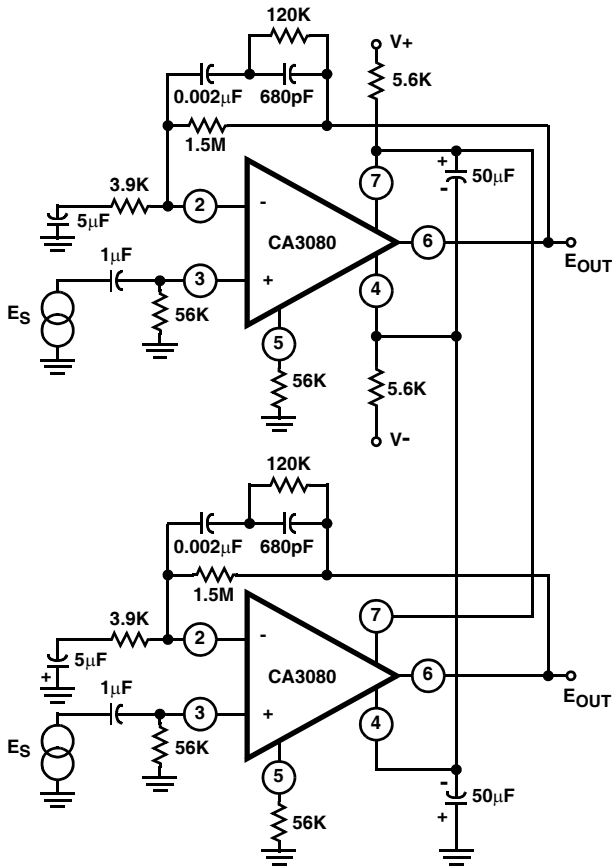 120K
V+
0.002μF
680pF
5.6K
1.5M
3.9K
2
-
7
+
-
50μF
5μF
CA3080
6
EOUT
1μF
3
+
4
ES
56K
5
56K
5.6K
V-
120K
0.002μF
680pF
1.5M
3.9K
2
-
7
5μF
+
CA3080
6
EOUT
1μF
3
+
4
ES
56K
5
56K
-
50μF
+